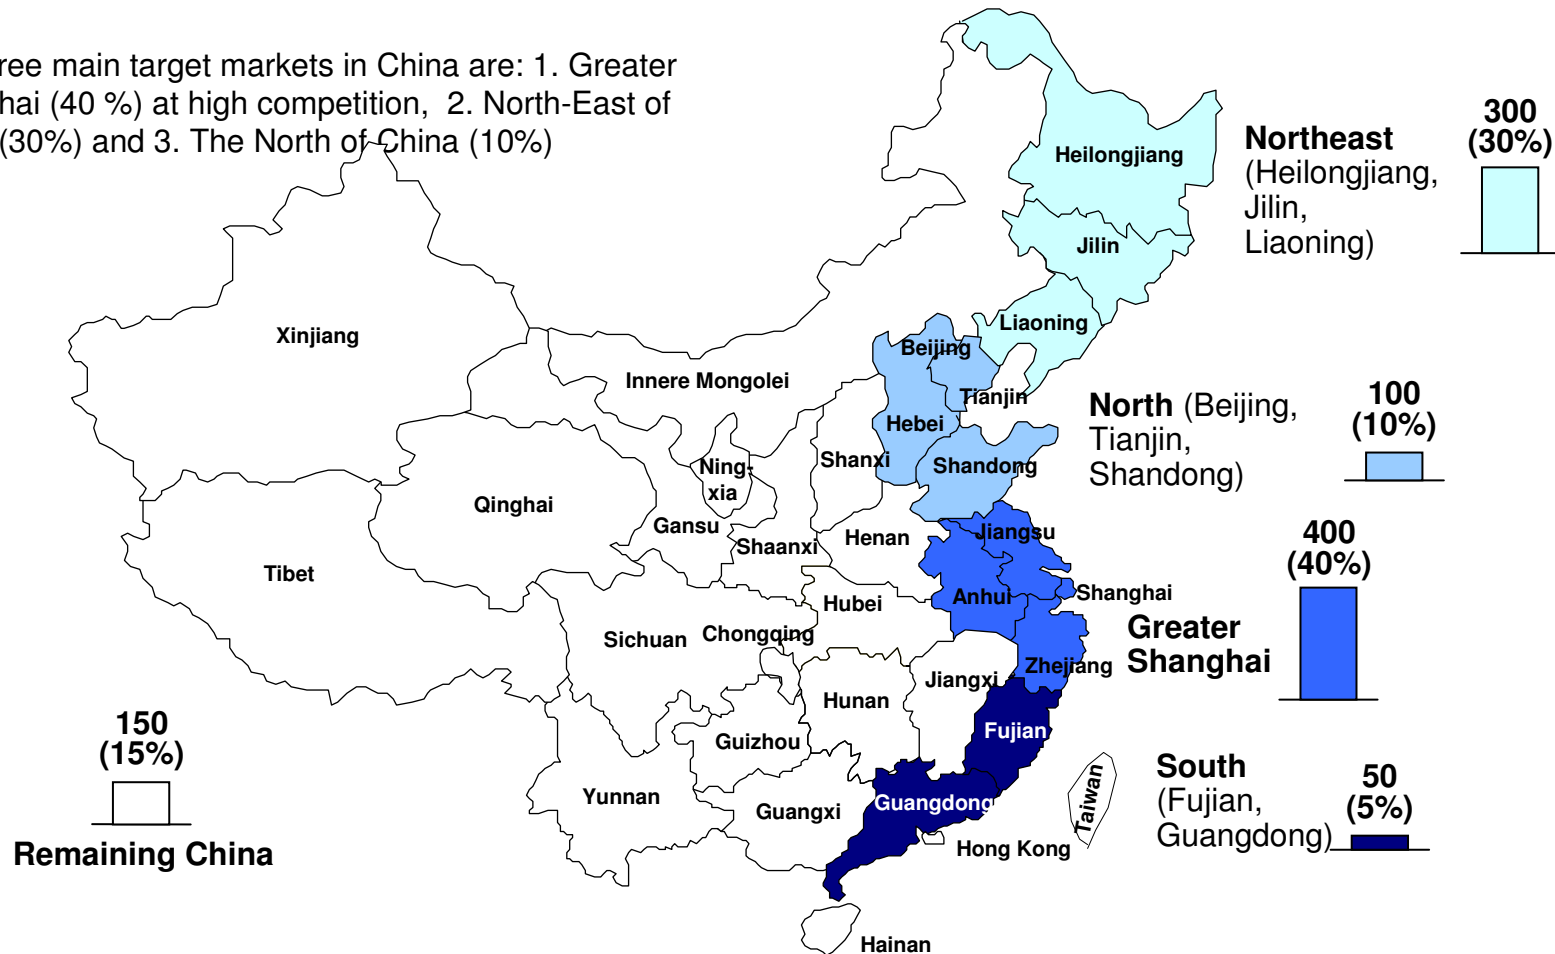 ree main target markets in China are: 1. Greater
hai (40 %) at high competition,  2. North-East of
(30%) and 3. The North of China (10%)
300
(30%)
Northeast
(Heilongjiang,
Jilin,
Liaoning)
Heilongjiang
Jilin
Liaoning
Xinjiang
Innere Mongolei
Beijing
Tianjin
Hebei
100
(10%)
North (Beijing,
Tianjin,
Shandong)
Shanxi
Shandong
Ning-
xia
Qinghai
Gansu
Shaanxi
Henan
Jiangsu
400
(40%)
Tibet
Anhui
Shanghai
Hubei
Greater
Shanghai
Sichuan
Chongqing
Zhejiang
Jiangxi
Hunan
Fujian
150
(15%)
Remaining China
Guizhou
Yunnan
Guangxi
Guangdong
Taiwan
South
(Fujian,
Guangdong)
50
(5%)
Hong Kong
Hainan